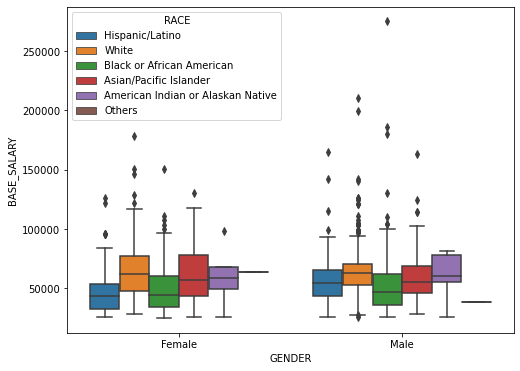 RACE
Hispanic/Latino
White
Black or African American
Asian/Pacific Islander
American Indian or Alaskan Native
Others
250000
200000
150000
100000
50000
BASE_SALARY
Female
Male
GENDER